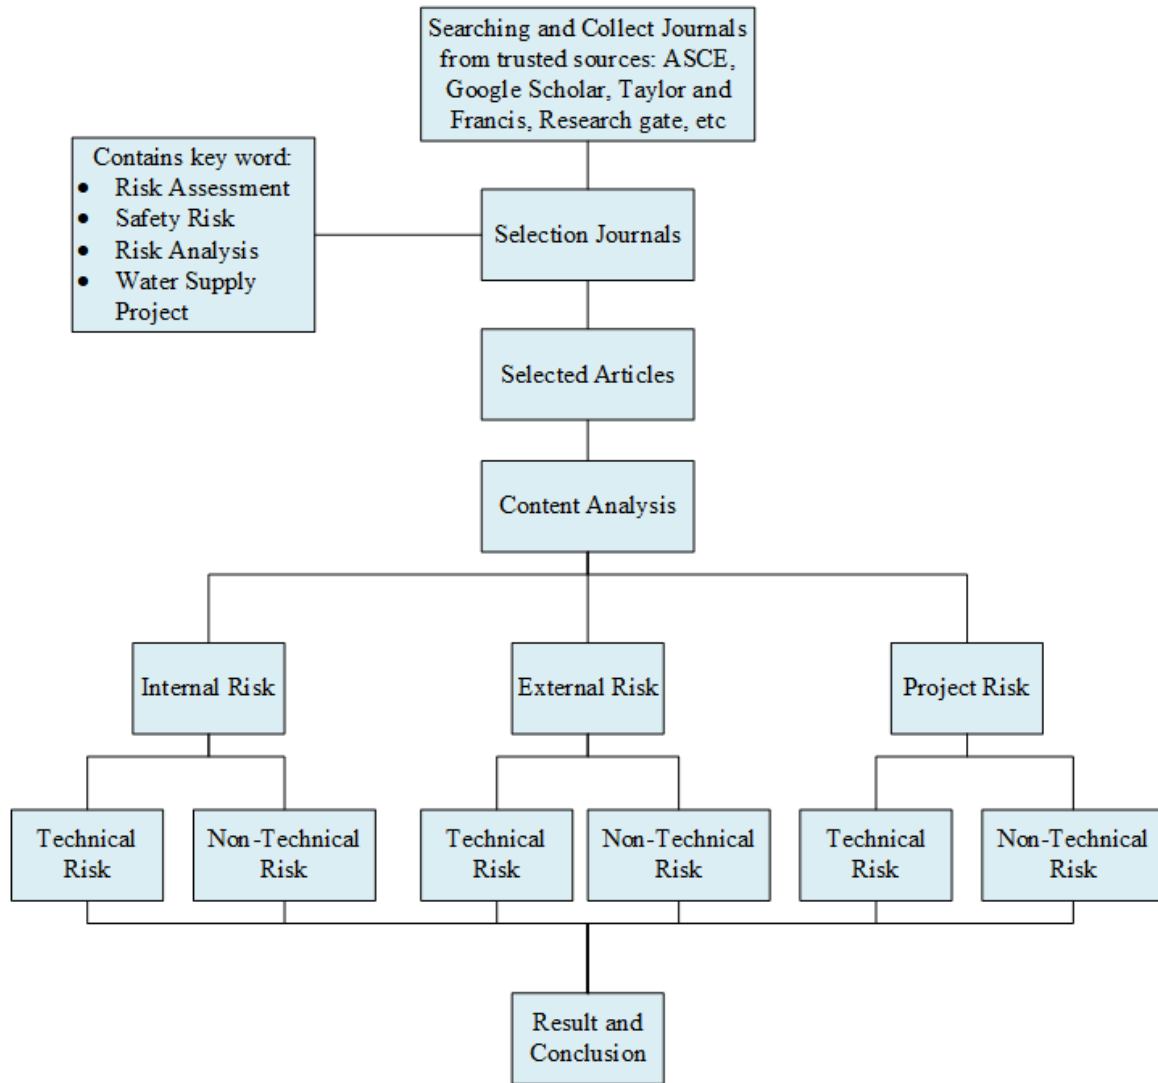 Searching and Collect Journals
from trusted sources: ASCE,
Google Scholar, Taylor and
Francis, Research gate, etc
Contains key word:
• Risk Assessment
• Safety Risk
• Risk Analysis
• Water Supply
Project
Selection Journals
Selected Articles
Content Analysis
Internal Risk
External Risk
Project Risk
Technical
Risk
Non-Technical
Risk
Technical
Risk
Non-Technical
Risk
Technical
Risk
Non-Technical
Risk
Result and
Conclusion